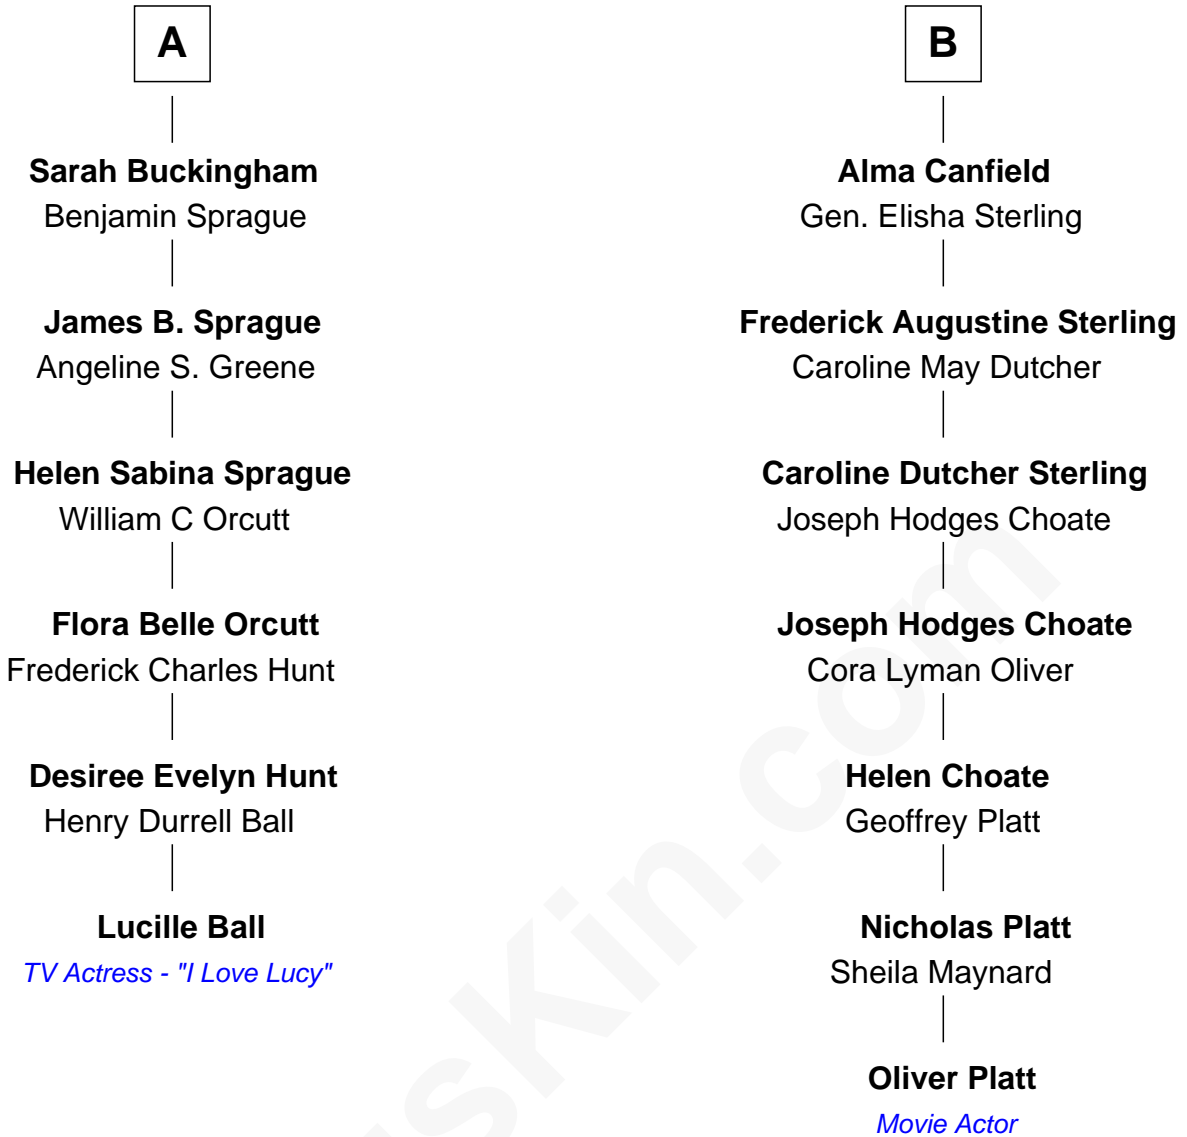 A
Sarah Buckingham
Benjamin Sprague
James B. Sprague
Angeline S. Greene
Helen Sabina Sprague
William C Orcutt
Flora Belle Orcutt
Frederick Charles Hunt
Desiree Evelyn Hunt
Henry Durrell Ball
Lucille Ball
TV Actress - "I Love Lucy"
B
Alma Canfield
Gen. Elisha Sterling
Frederick Augustine Sterling
Caroline May Dutcher
Caroline Dutcher Sterling
Joseph Hodges Choate
Joseph Hodges Choate
Cora Lyman Oliver
Helen Choate
Geoffrey Platt
Nicholas Platt
Sheila Maynard
Oliver Platt
Movie Actor